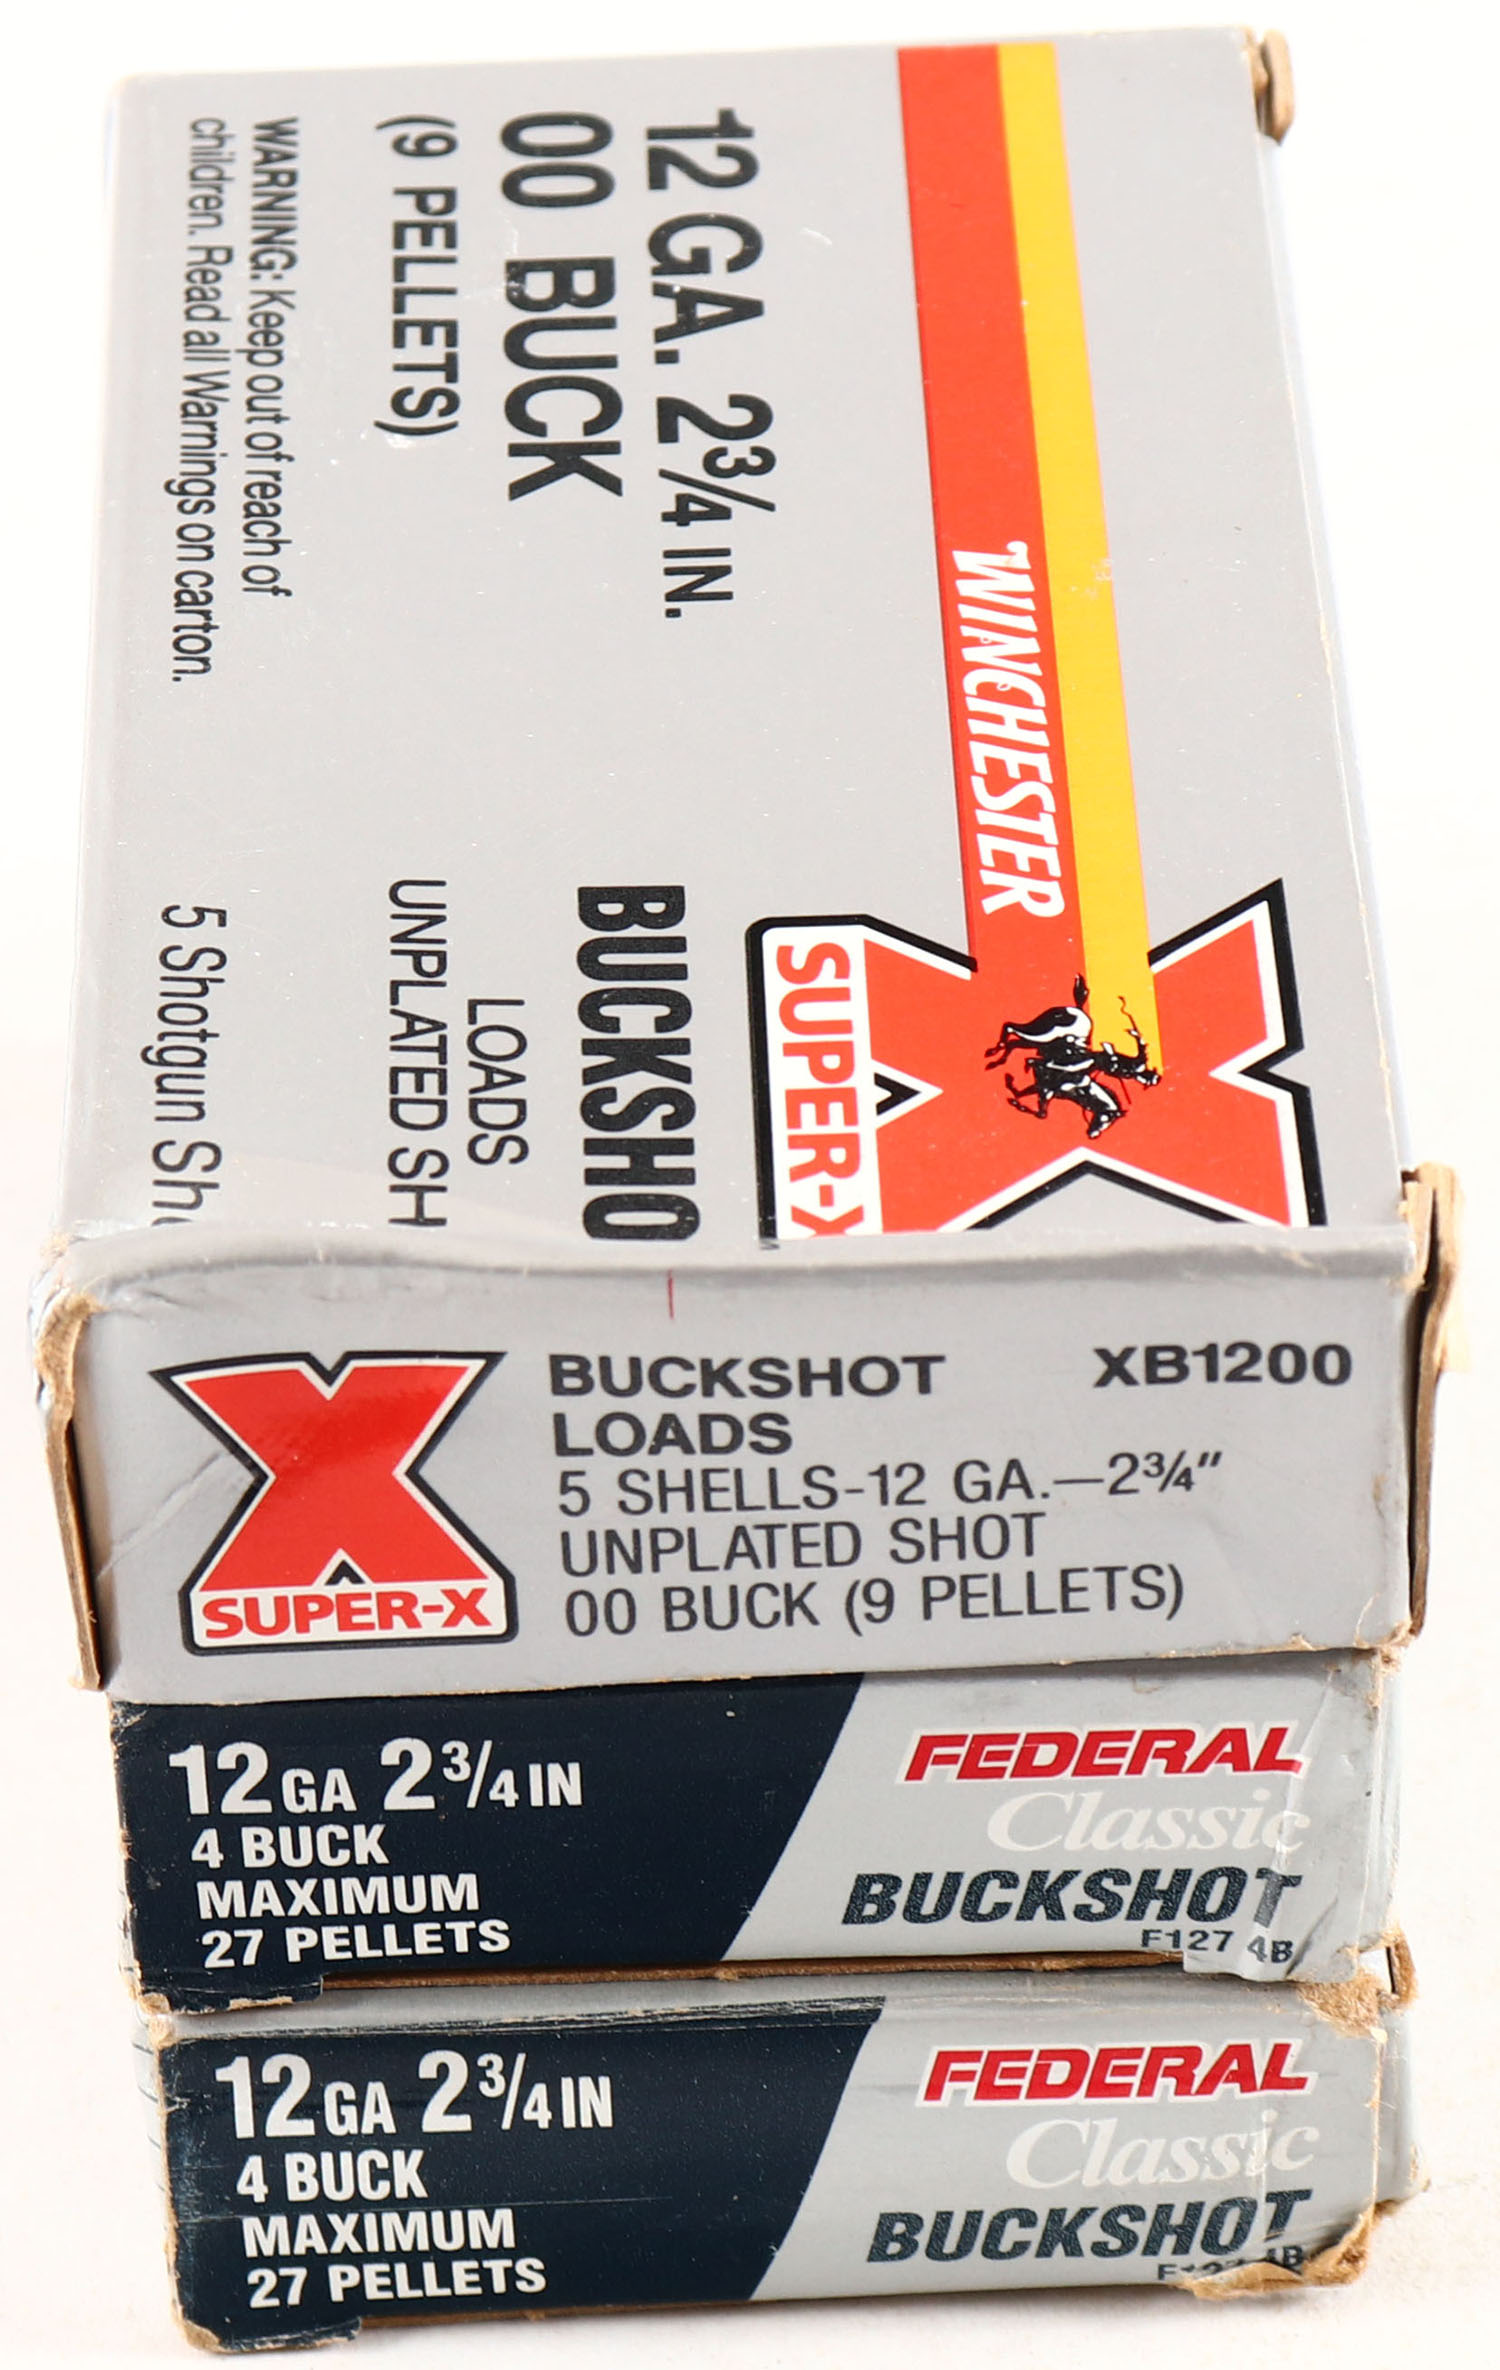 WINCHESTER
12 GA. 2¾ IN.
00 BUCK
(9 PELLETS)
WARNING: Keep out of reach of
children. Read all Warnings on carton.
SUPER-X
BUCKSHO
LOADS
UNPLATED SH
5 Shotgun Sh
SUPER-X
BUCKSHOT
LOADS
XB1200
5 SHELLS-12 GA.—2¾"
UNPLATED SHOT
00 BUCK (9 PELLETS)
12 GA 2 3/4 IN
4 BUCK
MAXIMUM
27 PELLETS
FEDERAL
Classic
BUCKSHOT
F127 4B
12 GA 2 3/4 IN
4 BUCK
MAXIMUM
27 PELLETS
FEDERAL
Classic
BUCKSHOT